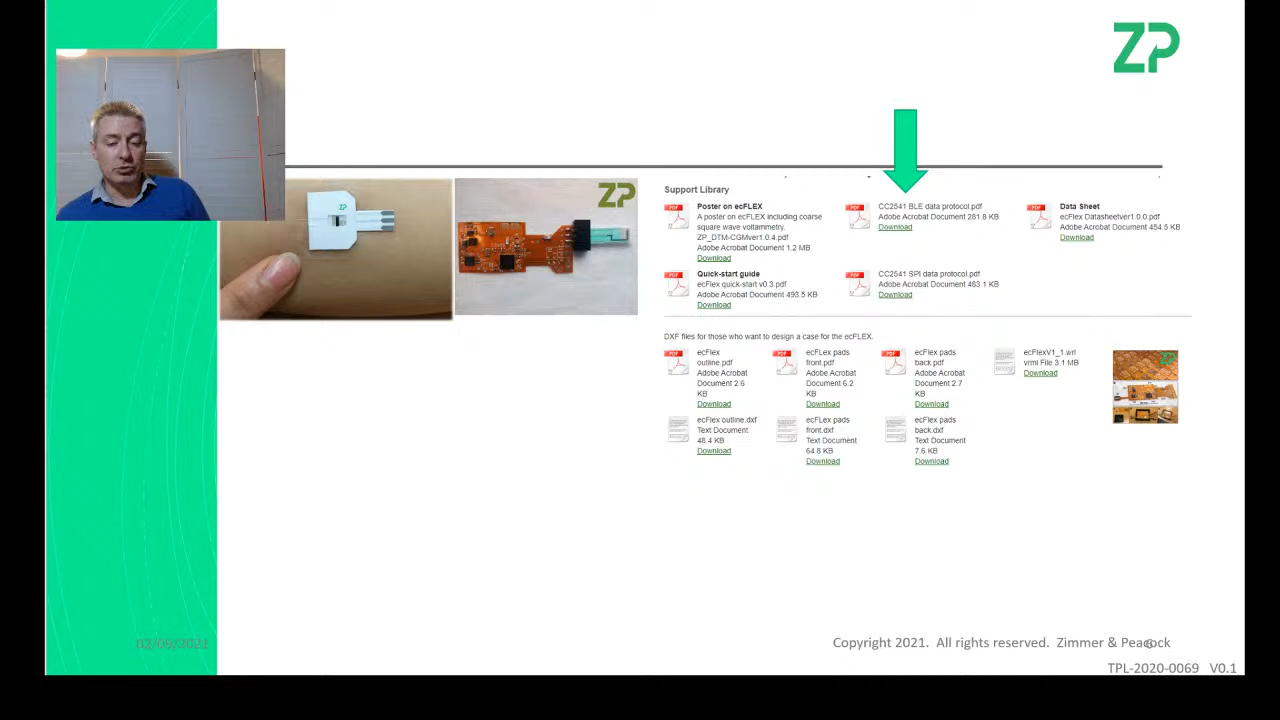 ZP
ZP
ZP
Support Library
Poster on ecFLEX
A poster on ecFLEX including coarse
square wave voltammetry.
ZP_DTM-CGMver1.0.4.pdf
Adobe Acrobat Document 1.2 MB
Download
CC2541 BLE data protocol.pdf
Adobe Acrobat Document 281.8 KB
Download
Data Sheet
ecFlex Datasheetver1.0.0.pdf
Adobe Acrobat Document 454.5 KB
Download
Quick-start guide
ecFlex quick-start v0.3.pdf
Adobe Acrobat Document 493.5 KB
Download
CC2541 SPI data protocol.pdf
Adobe Acrobat Document 483.1 KB
Download
DXF files for those who want to design a case for the ecFLEX.
ecFlex
outline.pdf
Adobe Acrobat
Document 2.6
KB
Download
ecFLex pads
front.pdf
Adobe Acrobat
Document 6.2
KB
Download
ecFlex pads
back.pdf
Adobe Acrobat
Document 2.7
KB
Download
ecFlexV1_1.wrl
vrml File 3.1 MB
Download
ecFlex outline.dxf
Text Document
48.4 KB
Download
ecFlex pads
front.dxf
Text Document
64.8 KB
Download
ecFlex pads
back.dxf
Text Document
7.6 KB
Download
02/09/2021
Copyright 2021. All rights reserved. Zimmer & Peacock
6
TPL-2020-0069 V0.1